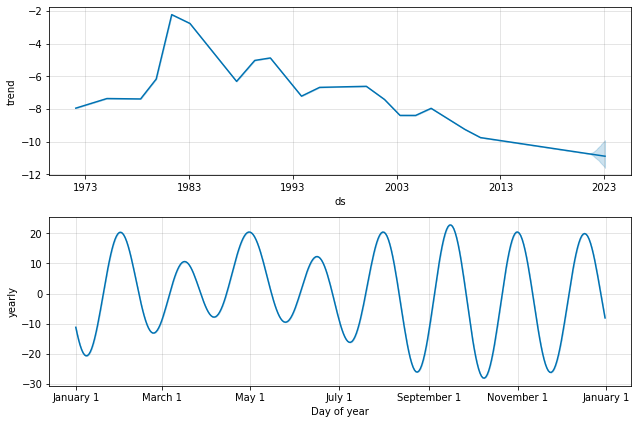 −2
−4
−6
−8
−10
−12
trend
1973 1983 1993 2003 2013 2023
ds
20
10
0
−10
−20
−30
yearly
January 1 March 1 May 1 July 1 September 1 November 1 January 1
Day of year